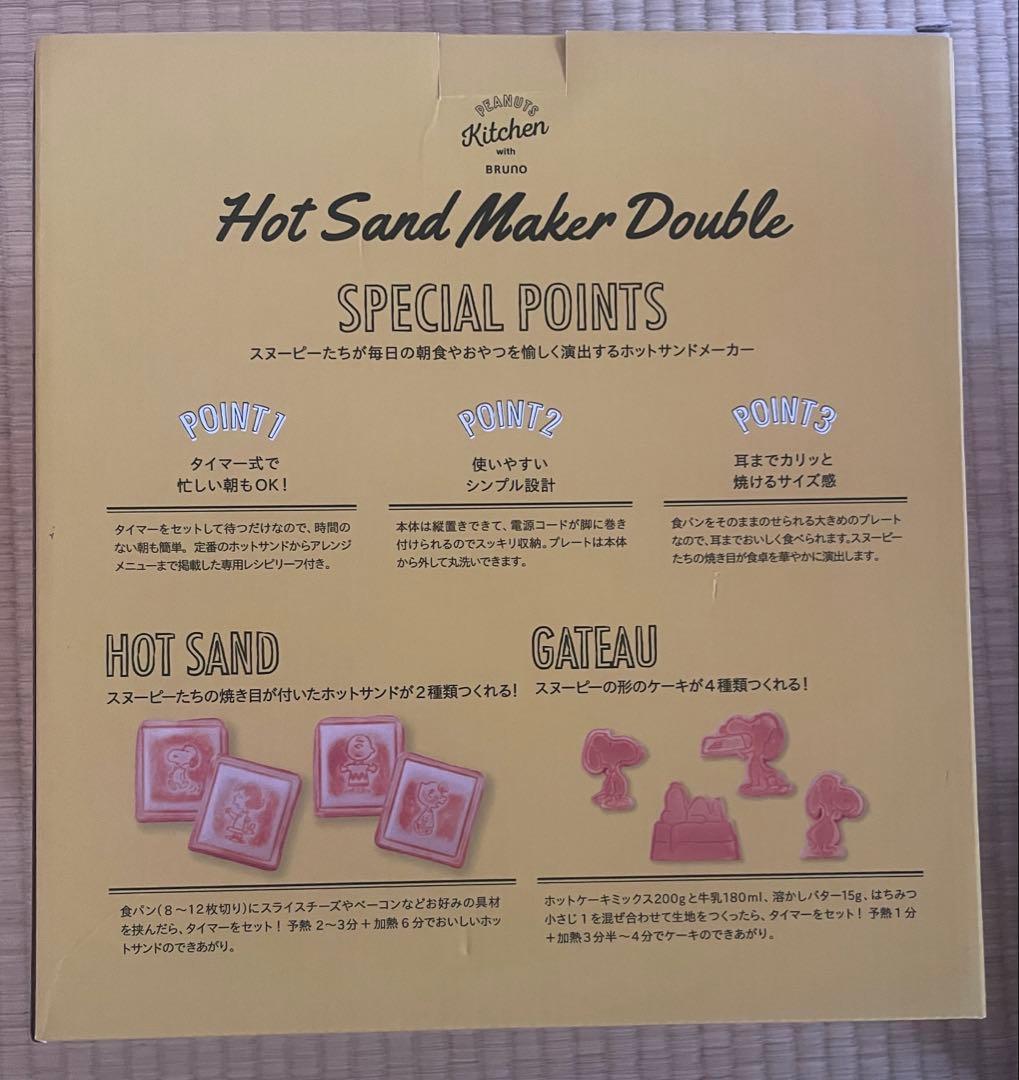 PEANUTS
Kitchen
with
BRUNO
Hot Sand Maker Double
SPECIAL POINTS
スヌーピーたちが毎日の朝食やおやつを愉しく演出するホットサンドメーカー
POINT1
タイマー式で
忙しい朝もOK!
タイマーをセットして待つだけなので、時間の
ない朝も簡単。定番のホットサンドからアレンジ
メニューまで掲載した専用レシピリーフ付き。
POINT2
使いやすい
シンプル設計
本体は縦置きできて、電源コードが脚に巻き
付けられるのでスッキリ収納。プレートは本体
から外して丸洗いできます。
POINT3
耳までカリッと
焼けるサイズ感
食パンをそのままのせられる大きめのプレート
なので、耳までおいしく食べられます。スヌーピー
たちの焼き目が食卓を華やかに演出します。
HOT SAND
スヌーピーたちの焼き目が付いたホットサンドが2種類つくれる!
食パン(8～12枚切り)にスライスチーズやベーコンなどお好みの具材
を挟んだら、タイマーをセット! 予熱 2～3分+加熱6分でおいしいホッ
トサンドのできあがり。
GATEAU
スヌーピーの形のケーキが4種類つくれる!
ホットケーキミックス200gと牛乳180ml、溶かしバター15g、はちみつ
小さじ1を混ぜ合わせて生地をつくったら、タイマーをセット! 予熱1分
+加熱3分半～4分でケーキのできあがり。